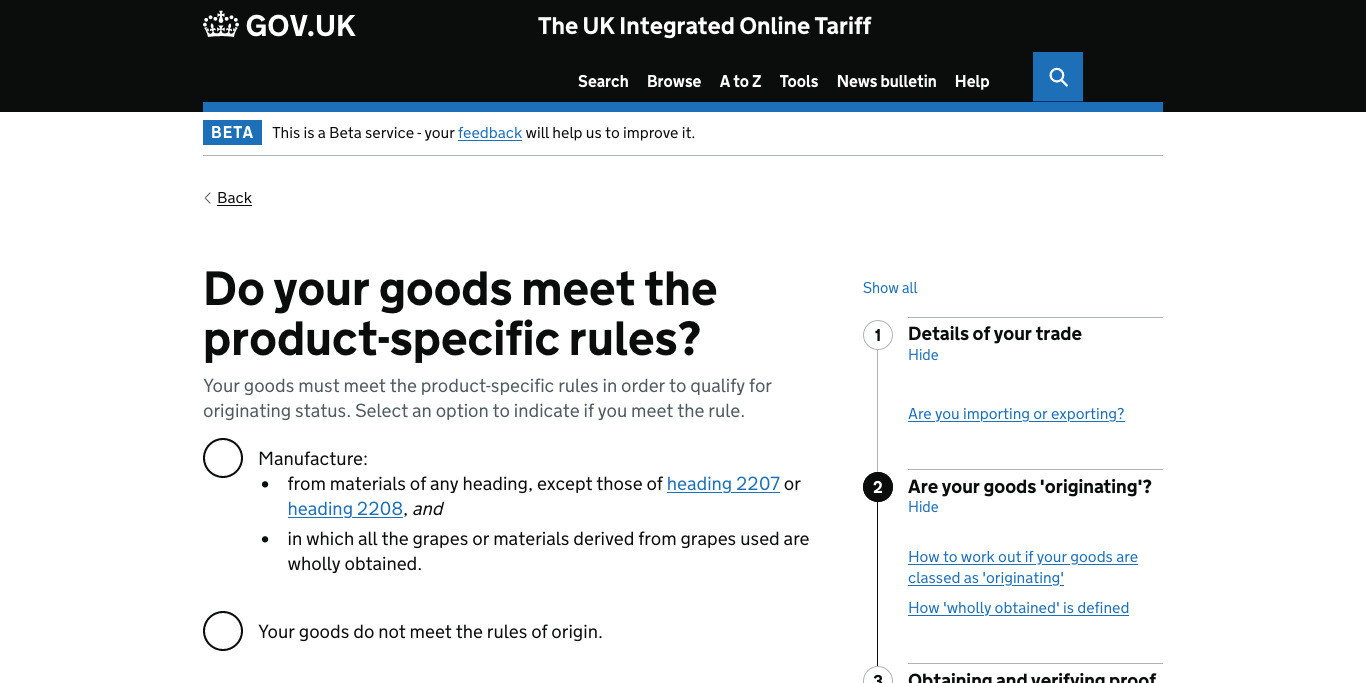 GOV.UK
The UK Integrated Online Tariff
Search Browse A to Z Tools News bulletin Help
BETA This is a Beta service - your feedback will help us to improve it.
Back
Do your goods meet the
product-specific rules?
Your goods must meet the product-specific rules in order to qualify for
originating status. Select an option to indicate if you meet the rule.
Manufacture:
• from materials of any heading, except those of heading 2207 or
heading 2208, and
• in which all the grapes or materials derived from grapes used are
wholly obtained.
Your goods do not meet the rules of origin.
Show all
1 Details of your trade
Hide
Are you importing or exporting?
2 Are your goods 'originating'?
Hide
How to work out if your goods are
classed as 'originating'
How 'wholly obtained' is defined
3 Obtaining and verifying proof